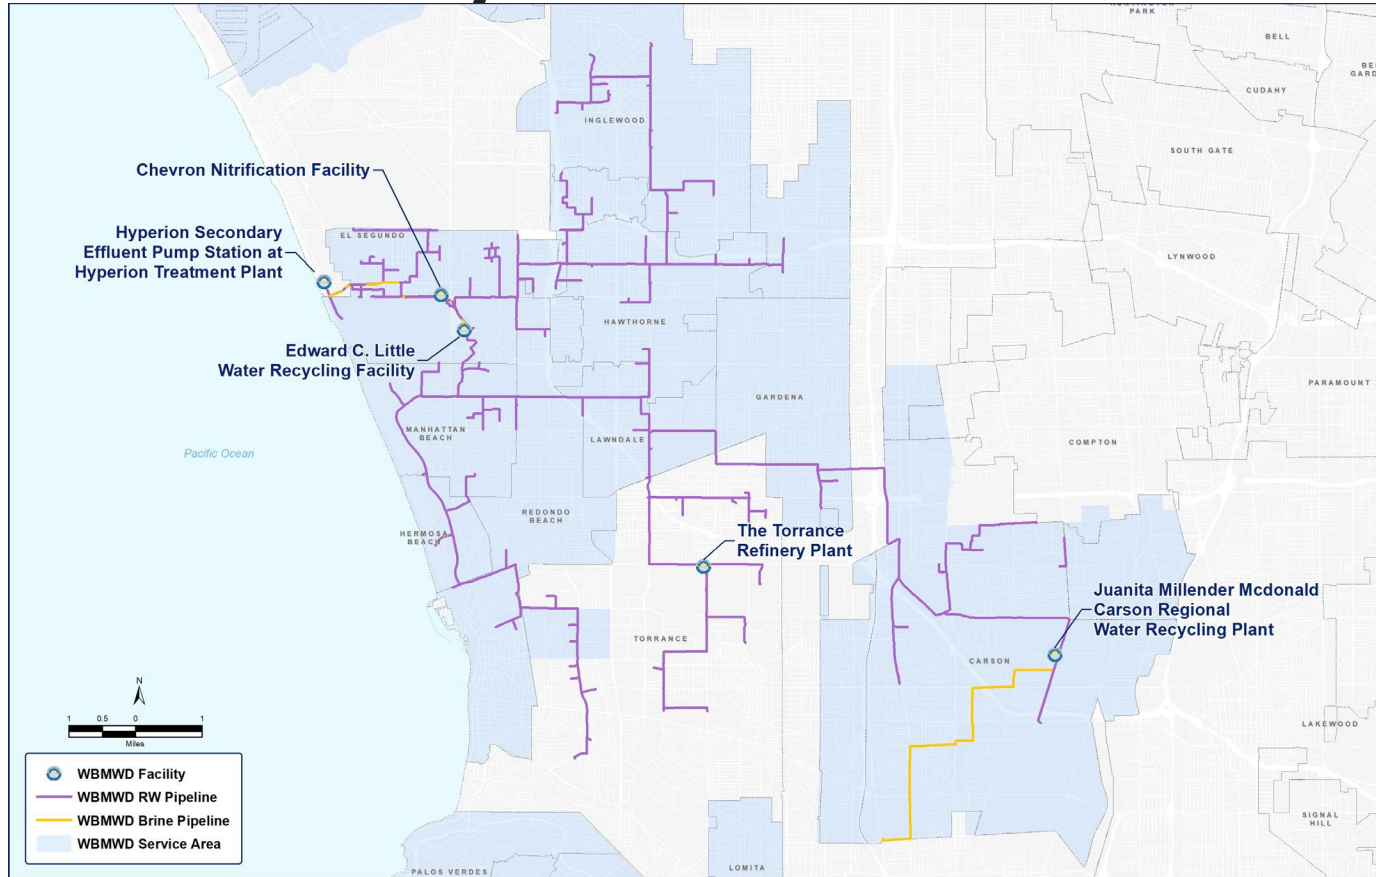 HUNTINGTON
PARK
BELL
CUDAHY
SOUTH GATE
INGLEWOOD
Chevron Nitrification Facility
Hyperion Secondary
Effluent Pump Station at
Hyperion Treatment Plant
EL SEGUNDO
LYNWOOD
HAWTHORNE
Edward C. Little
Water Recycling Facility
PARAMOUNT
GARDENA
MANHATTAN
BEACH
LAWNDALE
COMPTON
Pacific Ocean
REDONDO
BEACH
HERMOSA
BEACH
The Torrance
Refinery Plant
Juanita Millender Mcdonald
Carson Regional
Water Recycling Plant
TORRANCE
CARSON
N
1 0.5 0 1
Miles
LAKEWOOD
WBMWD Facility
WBMWD RW Pipeline
WBMWD Brine Pipeline
WBMWD Service Area
SIGNAL
HILL
LOMITA
PALOS VERDES